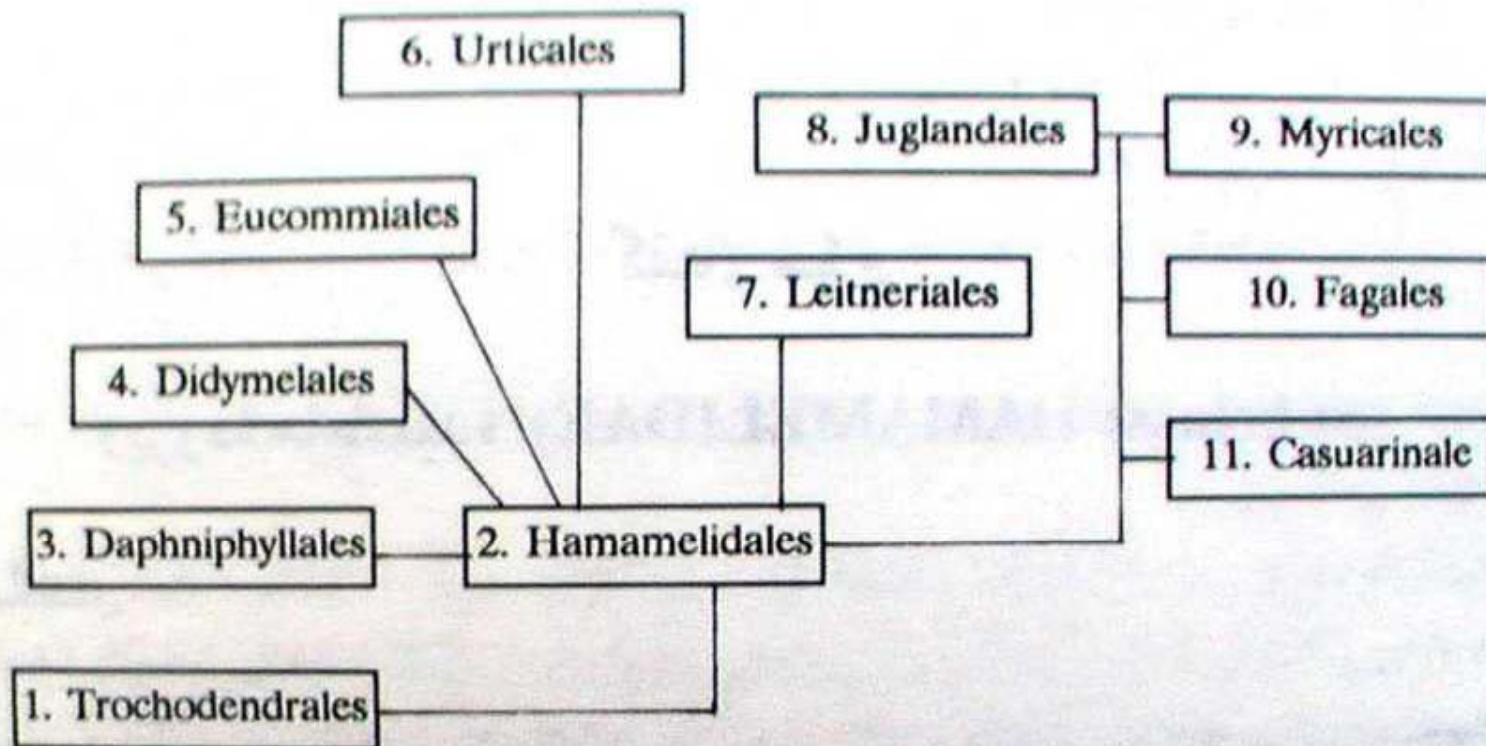 6. Urticales
8. Juglandales
9. Myricales
5. Eucommiales
7. Leitneriales
10. Fagales
4. Didymelales
11. Casuarinale
3. Daphniphyllales
2. Hamamelidales
1. Trochodendrales